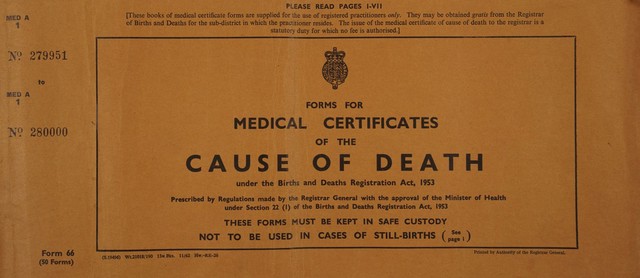 PLEASE READ PAGES I-VII
[These books of medical certificate forms are supplied for the use of registered practitioners only. They may be obtained gratis from the Registrar
of Births and Deaths for the sub-district in which the practitioner resides. The issue of the medical certificate of cause of death to the registrar is a
statutory duty for which no fee is authorised.]
MED A
1
No 279951
to
MED A
1
No 280000
FORMS FOR
MEDICAL CERTIFICATES
OF THE
CAUSE OF DEATH
under the Births and Deaths Registration Act, 1953
Prescribed by Regulations made by the Registrar General with the approval of the Minister of Health
under Section 22 (1) of the Births and Deaths Registration Act, 1953
THESE FORMS MUST BE KEPT IN SAFE CUSTODY
NOT TO BE USED IN CASES OF STILL-BIRTHS (See page 1)
Form 66
(50 Forms)
Printed by Authority of the Registrar General.